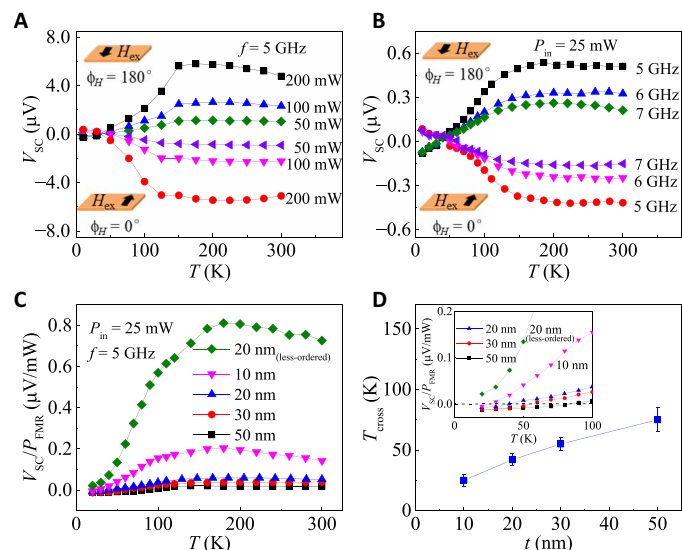 A
H_ex
ϕ_H = 180°
f = 5 GHz
200 mW
100 mW
50 mW
50 mW
100 mW
200 mW
H_ex
ϕ_H = 0°
8.0
4.0
0.0
−4.0
−8.0
V_SC (μV)
0 100 200 300
T (K)
B
H_ex
ϕ_H = 180°
P_in = 25 mW
5 GHz
6 GHz
7 GHz
7 GHz
6 GHz
5 GHz
H_ex
ϕ_H = 0°
0.6
0.3
0.0
−0.3
−0.6
V_SC (μV)
0 100 200 300
T (K)
C
P_in = 25 mW
f = 5 GHz
20 nm (less-ordered)
10 nm
20 nm
30 nm
50 nm
0.8
0.6
0.4
0.2
0.0
V_SC/P_FMR (μV/mW)
0 100 200 300
T (K)
D
150
125
100
75
50
25
0
T_cross (K)
0 10 20 30 40 50
t (nm)
0.2
0.1
0.0
V_SC/P_FMR (μV/mW)
20 nm
30 nm
50 nm
20 nm
(less-ordered)
10 nm
0 50 100
T (K)